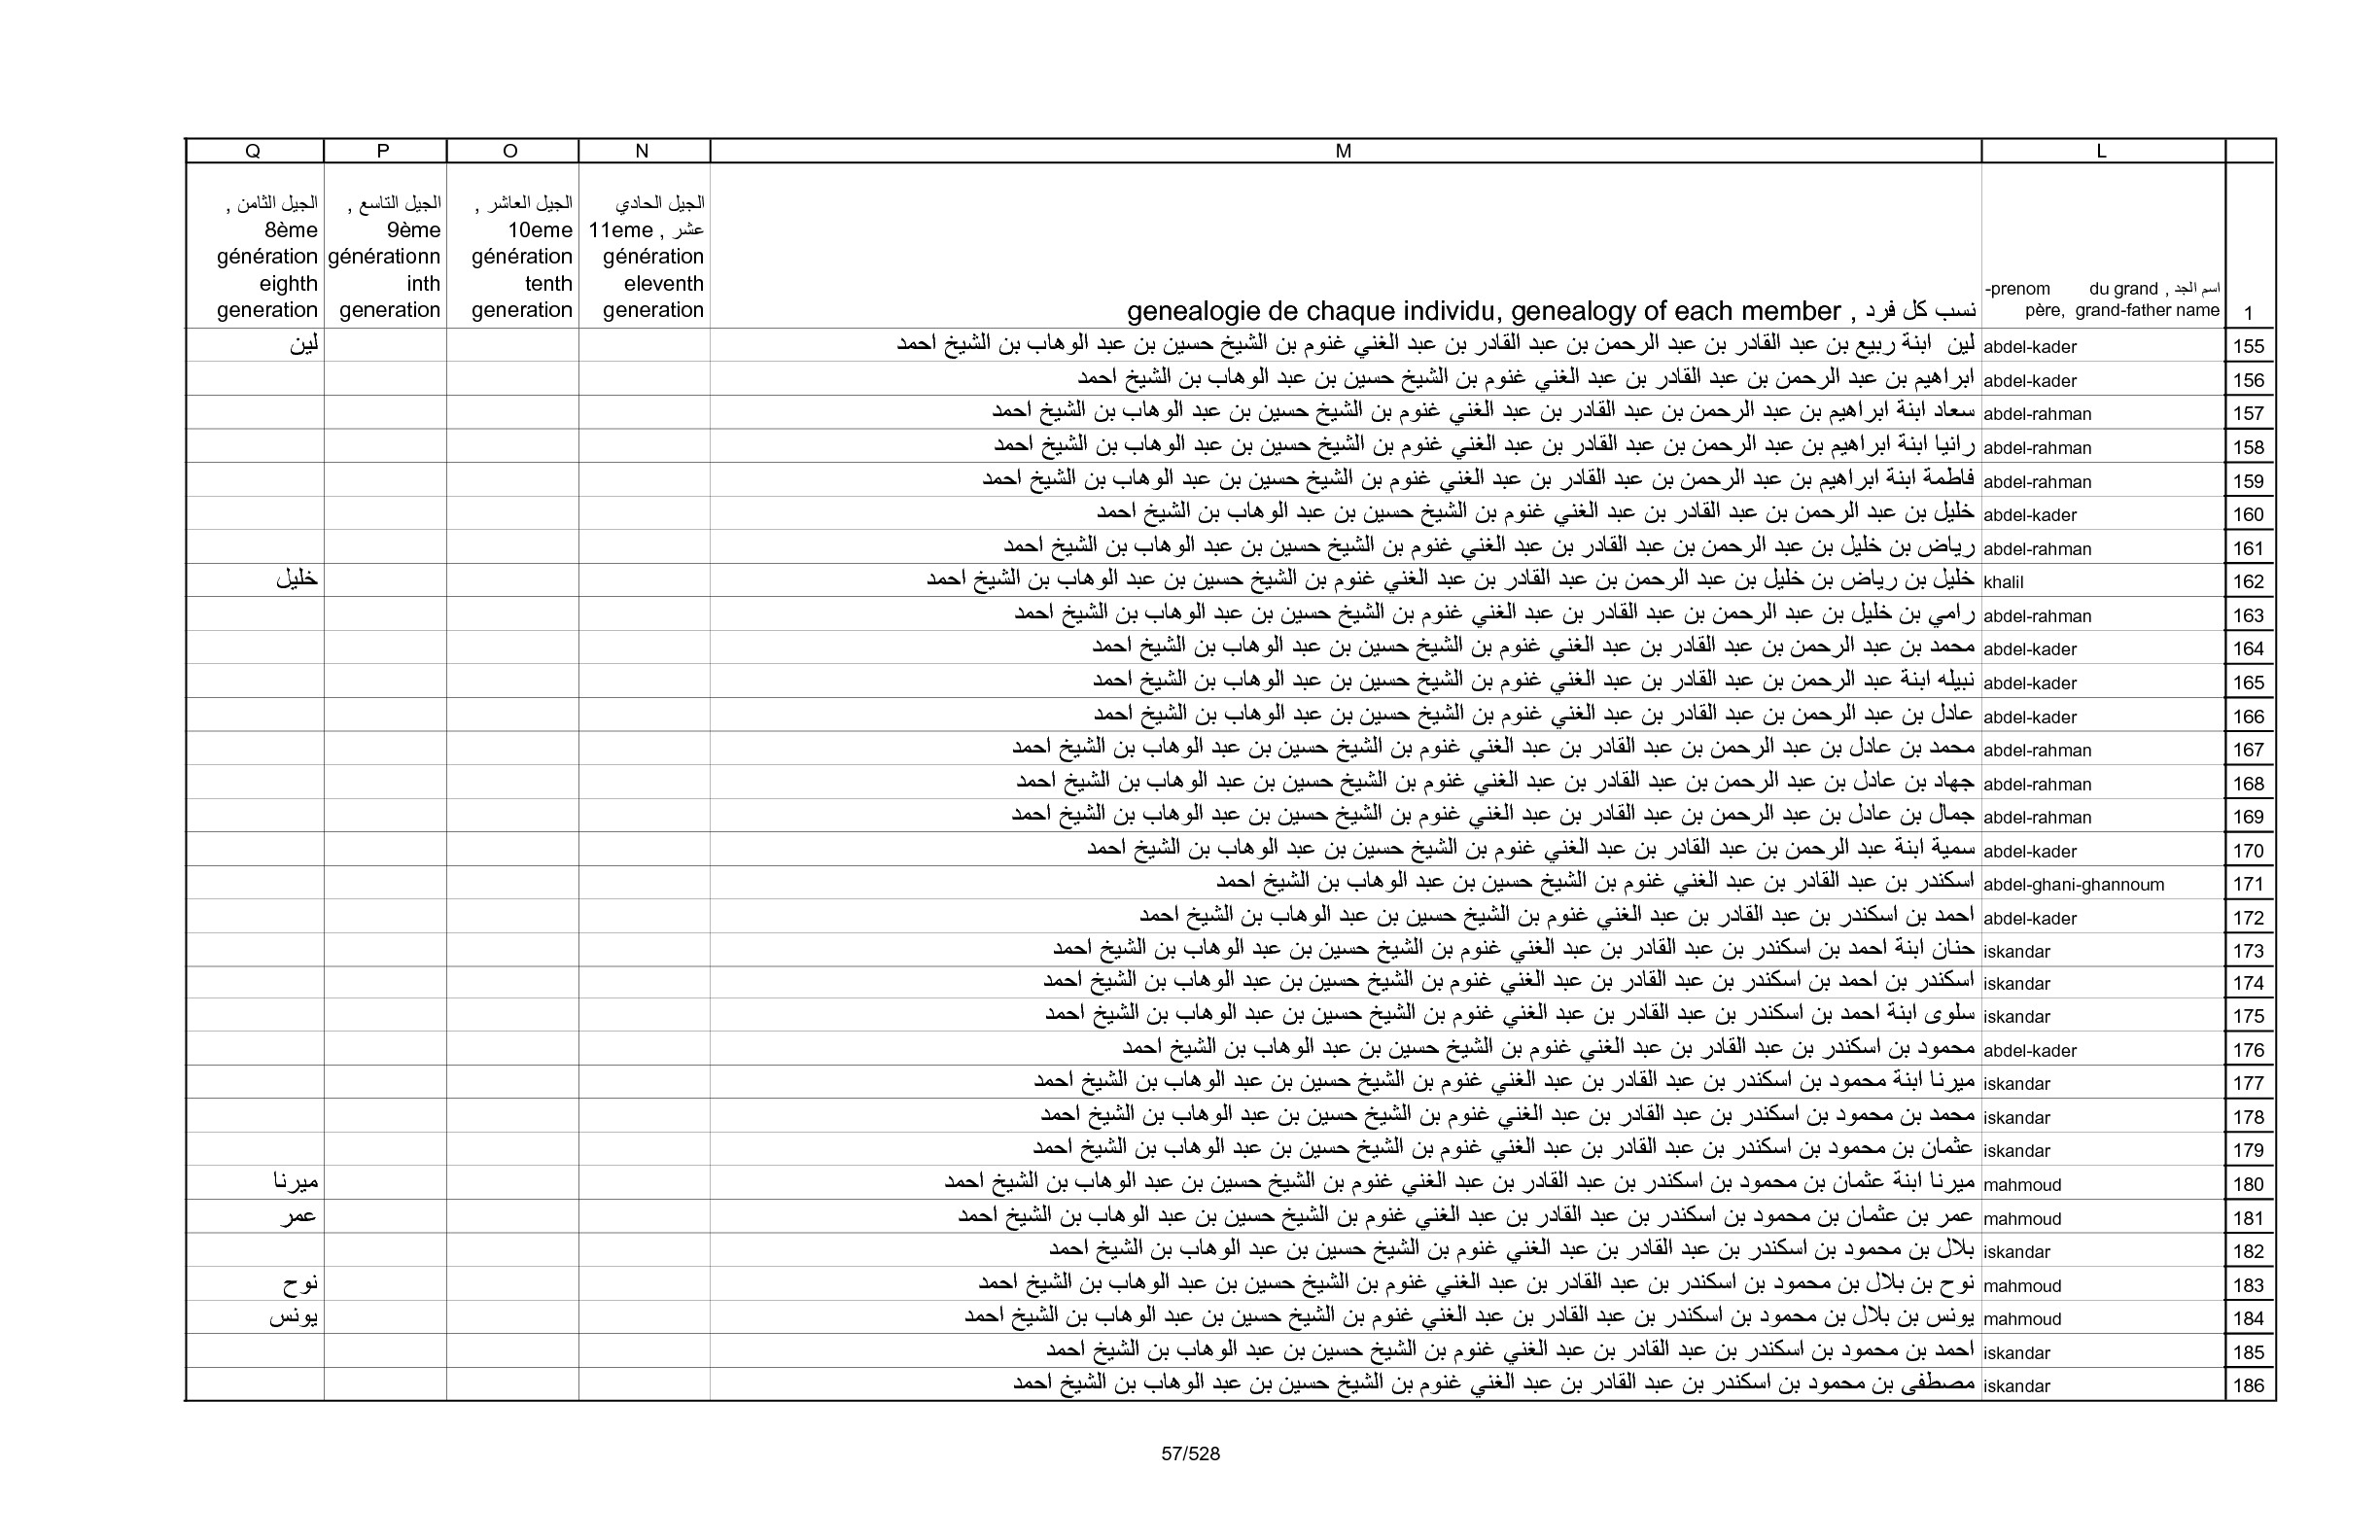 L M N O P Q
1 اسم الجد , prenom- du grand père, grand-father name نسب كل فرد , genealogie de chaque individu, genealogy of each member الجيل الحادي عشر , 11eme génération eleventh generation الجيل العاشر , 10eme génération tenth generation الجيل التاسع , 9ème générationn inth generation الجيل الثامن , 8ème génération eighth generation
155 abdel-kader لين ابنة ربيع بن عبد القادر بن عبد الرحمن بن عبد القادر بن عبد الغني غنوم بن الشيخ حسين بن عبد الوهاب بن الشيخ احمد لين
156 abdel-kader ابراهيم بن عبد الرحمن بن عبد القادر بن عبد الغني غنوم بن الشيخ حسين بن عبد الوهاب بن الشيخ احمد
157 abdel-rahman سعاد ابنة ابراهيم بن عبد الرحمن بن عبد القادر بن عبد الغني غنوم بن الشيخ حسين بن عبد الوهاب بن الشيخ احمد
158 abdel-rahman رانيا ابنة ابراهيم بن عبد الرحمن بن عبد القادر بن عبد الغني غنوم بن الشيخ حسين بن عبد الوهاب بن الشيخ احمد
159 abdel-rahman فاطمة ابنة ابراهيم بن عبد الرحمن بن عبد القادر بن عبد الغني غنوم بن الشيخ حسين بن عبد الوهاب بن الشيخ احمد
160 abdel-kader خليل بن عبد الرحمن بن عبد القادر بن عبد الغني غنوم بن الشيخ حسين بن عبد الوهاب بن الشيخ احمد
161 abdel-rahman رياض بن خليل بن عبد الرحمن بن عبد القادر بن عبد الغني غنوم بن الشيخ حسين بن عبد الوهاب بن الشيخ احمد
162 khalil خليل بن رياض بن خليل بن عبد الرحمن بن عبد القادر بن عبد الغني غنوم بن الشيخ حسين بن عبد الوهاب بن الشيخ احمد خليل
163 abdel-rahman رامي بن خليل بن عبد الرحمن بن عبد القادر بن عبد الغني غنوم بن الشيخ حسين بن عبد الوهاب بن الشيخ احمد
164 abdel-kader محمد بن عبد الرحمن بن عبد القادر بن عبد الغني غنوم بن الشيخ حسين بن عبد الوهاب بن الشيخ احمد
165 abdel-kader نبيله ابنة عبد الرحمن بن عبد القادر بن عبد الغني غنوم بن الشيخ حسين بن عبد الوهاب بن الشيخ احمد
166 abdel-kader عادل بن عبد الرحمن بن عبد القادر بن عبد الغني غنوم بن الشيخ حسين بن عبد الوهاب بن الشيخ احمد
167 abdel-rahman محمد بن عادل بن عبد الرحمن بن عبد القادر بن عبد الغني غنوم بن الشيخ حسين بن عبد الوهاب بن الشيخ احمد
168 abdel-rahman جهاد بن عادل بن عبد الرحمن بن عبد القادر بن عبد الغني غنوم بن الشيخ حسين بن عبد الوهاب بن الشيخ احمد
169 abdel-rahman جمال بن عادل بن عبد الرحمن بن عبد القادر بن عبد الغني غنوم بن الشيخ حسين بن عبد الوهاب بن الشيخ احمد
170 abdel-kader سمية ابنة عبد الرحمن بن عبد القادر بن عبد الغني غنوم بن الشيخ حسين بن عبد الوهاب بن الشيخ احمد
171 abdel-ghani-ghannoum اسكندر بن عبد القادر بن عبد الغني غنوم بن الشيخ حسين بن عبد الوهاب بن الشيخ احمد
172 abdel-kader احمد بن اسكندر بن عبد القادر بن عبد الغني غنوم بن الشيخ حسين بن عبد الوهاب بن الشيخ احمد
173 iskandar حنان ابنة احمد بن اسكندر بن عبد القادر بن عبد الغني غنوم بن الشيخ حسين بن عبد الوهاب بن الشيخ احمد
174 iskandar اسكندر بن احمد بن اسكندر بن عبد القادر بن عبد الغني غنوم بن الشيخ حسين بن عبد الوهاب بن الشيخ احمد
175 iskandar سلوى ابنة احمد بن اسكندر بن عبد القادر بن عبد الغني غنوم بن الشيخ حسين بن عبد الوهاب بن الشيخ احمد
176 abdel-kader محمود بن اسكندر بن عبد القادر بن عبد الغني غنوم بن الشيخ حسين بن عبد الوهاب بن الشيخ احمد
177 iskandar ميرنا ابنة محمود بن اسكندر بن عبد القادر بن عبد الغني غنوم بن الشيخ حسين بن عبد الوهاب بن الشيخ احمد
178 iskandar محمد بن محمود بن اسكندر بن عبد القادر بن عبد الغني غنوم بن الشيخ حسين بن عبد الوهاب بن الشيخ احمد
179 iskandar عثمان بن محمود بن اسكندر بن عبد القادر بن عبد الغني غنوم بن الشيخ حسين بن عبد الوهاب بن الشيخ احمد
180 mahmoud ميرنا ابنة عثمان بن محمود بن اسكندر بن عبد القادر بن عبد الغني غنوم بن الشيخ حسين بن عبد الوهاب بن الشيخ احمد ميرنا
181 mahmoud عمر بن عثمان بن محمود بن اسكندر بن عبد القادر بن عبد الغني غنوم بن الشيخ حسين بن عبد الوهاب بن الشيخ احمد عمر
182 iskandar بلال بن محمود بن اسكندر بن عبد القادر بن عبد الغني غنوم بن الشيخ حسين بن عبد الوهاب بن الشيخ احمد
183 mahmoud نوح بن بلال بن محمود بن اسكندر بن عبد القادر بن عبد الغني غنوم بن الشيخ حسين بن عبد الوهاب بن الشيخ احمد نوح
184 mahmoud يونس بن بلال بن محمود بن اسكندر بن عبد القادر بن عبد الغني غنوم بن الشيخ حسين بن عبد الوهاب بن الشيخ احمد يونس
185 iskandar احمد بن محمود بن اسكندر بن عبد القادر بن عبد الغني غنوم بن الشيخ حسين بن عبد الوهاب بن الشيخ احمد
186 iskandar مصطفى بن محمود بن اسكندر بن عبد القادر بن عبد الغني غنوم بن الشيخ حسين بن عبد الوهاب بن الشيخ احمد
57/528